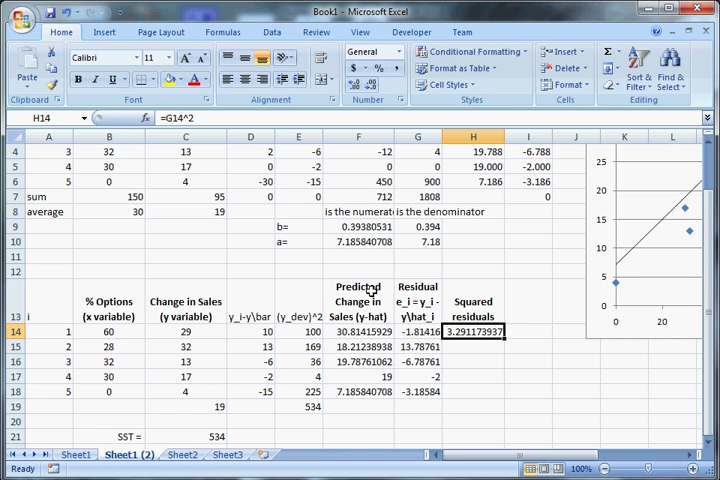 Book1 - Microsoft Excel
Home Insert Page Layout Formulas Data Review View Developer Team
Calibri 11 A A General Conditional Formatting Insert Σ
Paste B I U A $ % , Format as Table Delete Sort & Filter Find & Select
Cell Styles Format
Clipboard Font Alignment Number Styles Cells Editing
H14 fx =G14^2
A B C D E F G H I J K L
4 3 32 13 2 -6 -12 4 19.788 -6.788
5 4 30 17 0 -2 0 0 19.000 -2.000
6 5 0 4 -30 -15 450 900 7.186 -3.186
7 sum 150 95 0 0 712 1808 0
8 average 30 19 is the numerat is the denominator
9 b= 0.39380531 0.394
10 a= 7.185840708 7.18
11
12
13 i % Options (x variable) Change in Sales (y variable) y_i-y\bar (y_dev)^2 Predicted Change in Sales (y-hat) Residual e_i = y_i - y\hat_i Squared residuals
14 1 60 29 10 100 30.81415929 -1.81416 3.291173937
15 2 28 32 13 169 18.21238938 13.78761
16 3 32 13 -6 36 19.78761062 -6.78761
17 4 30 17 -2 4 19 -2
18 5 0 4 -15 225 7.185840708 -3.18584
19 19 534
20
21 SST = 534
25
20
15
10
5
0
0 20
Sheet1 Sheet1 (2) Sheet2 Sheet3
Ready 100%